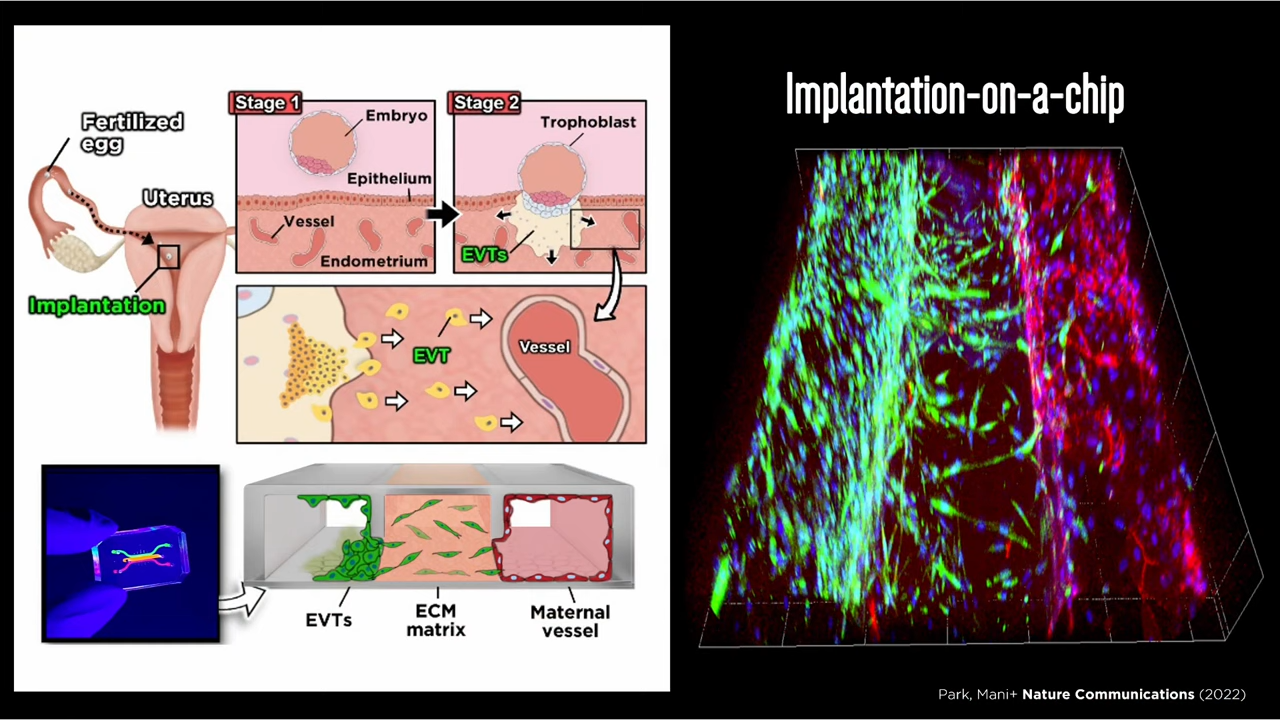 Implantation-on-a-chip
Fertilized
egg
Uterus
Implantation
Stage 1
Embryo
Epithelium
Vessel
Endometrium
Stage 2
Trophoblast
EVTs
EVT
Vessel
EVTs
ECM
matrix
Maternal
vessel
Park, Mani+ Nature Communications (2022)